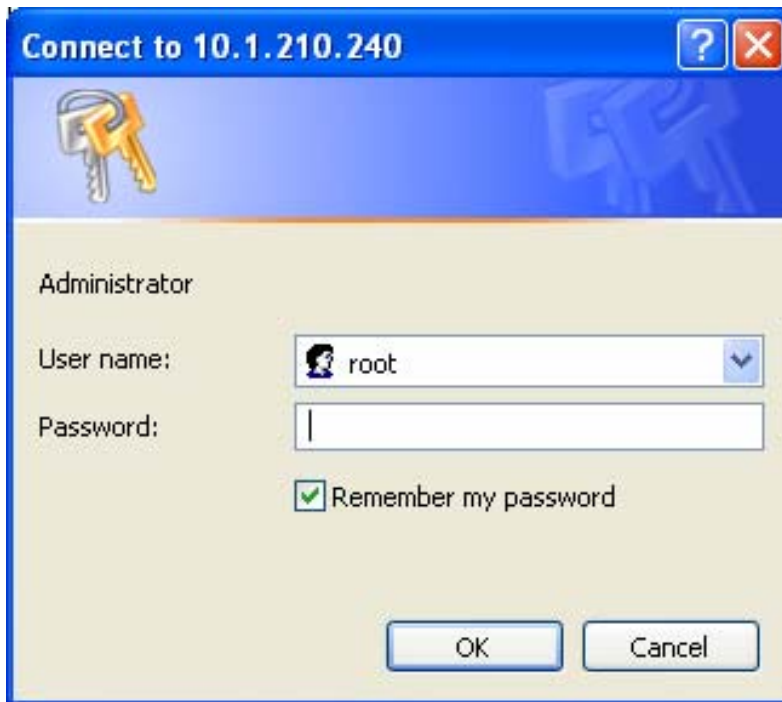 Connect to 10.1.210.240
Administrator
User name:
root
Password:
Remember my password
OK
Cancel